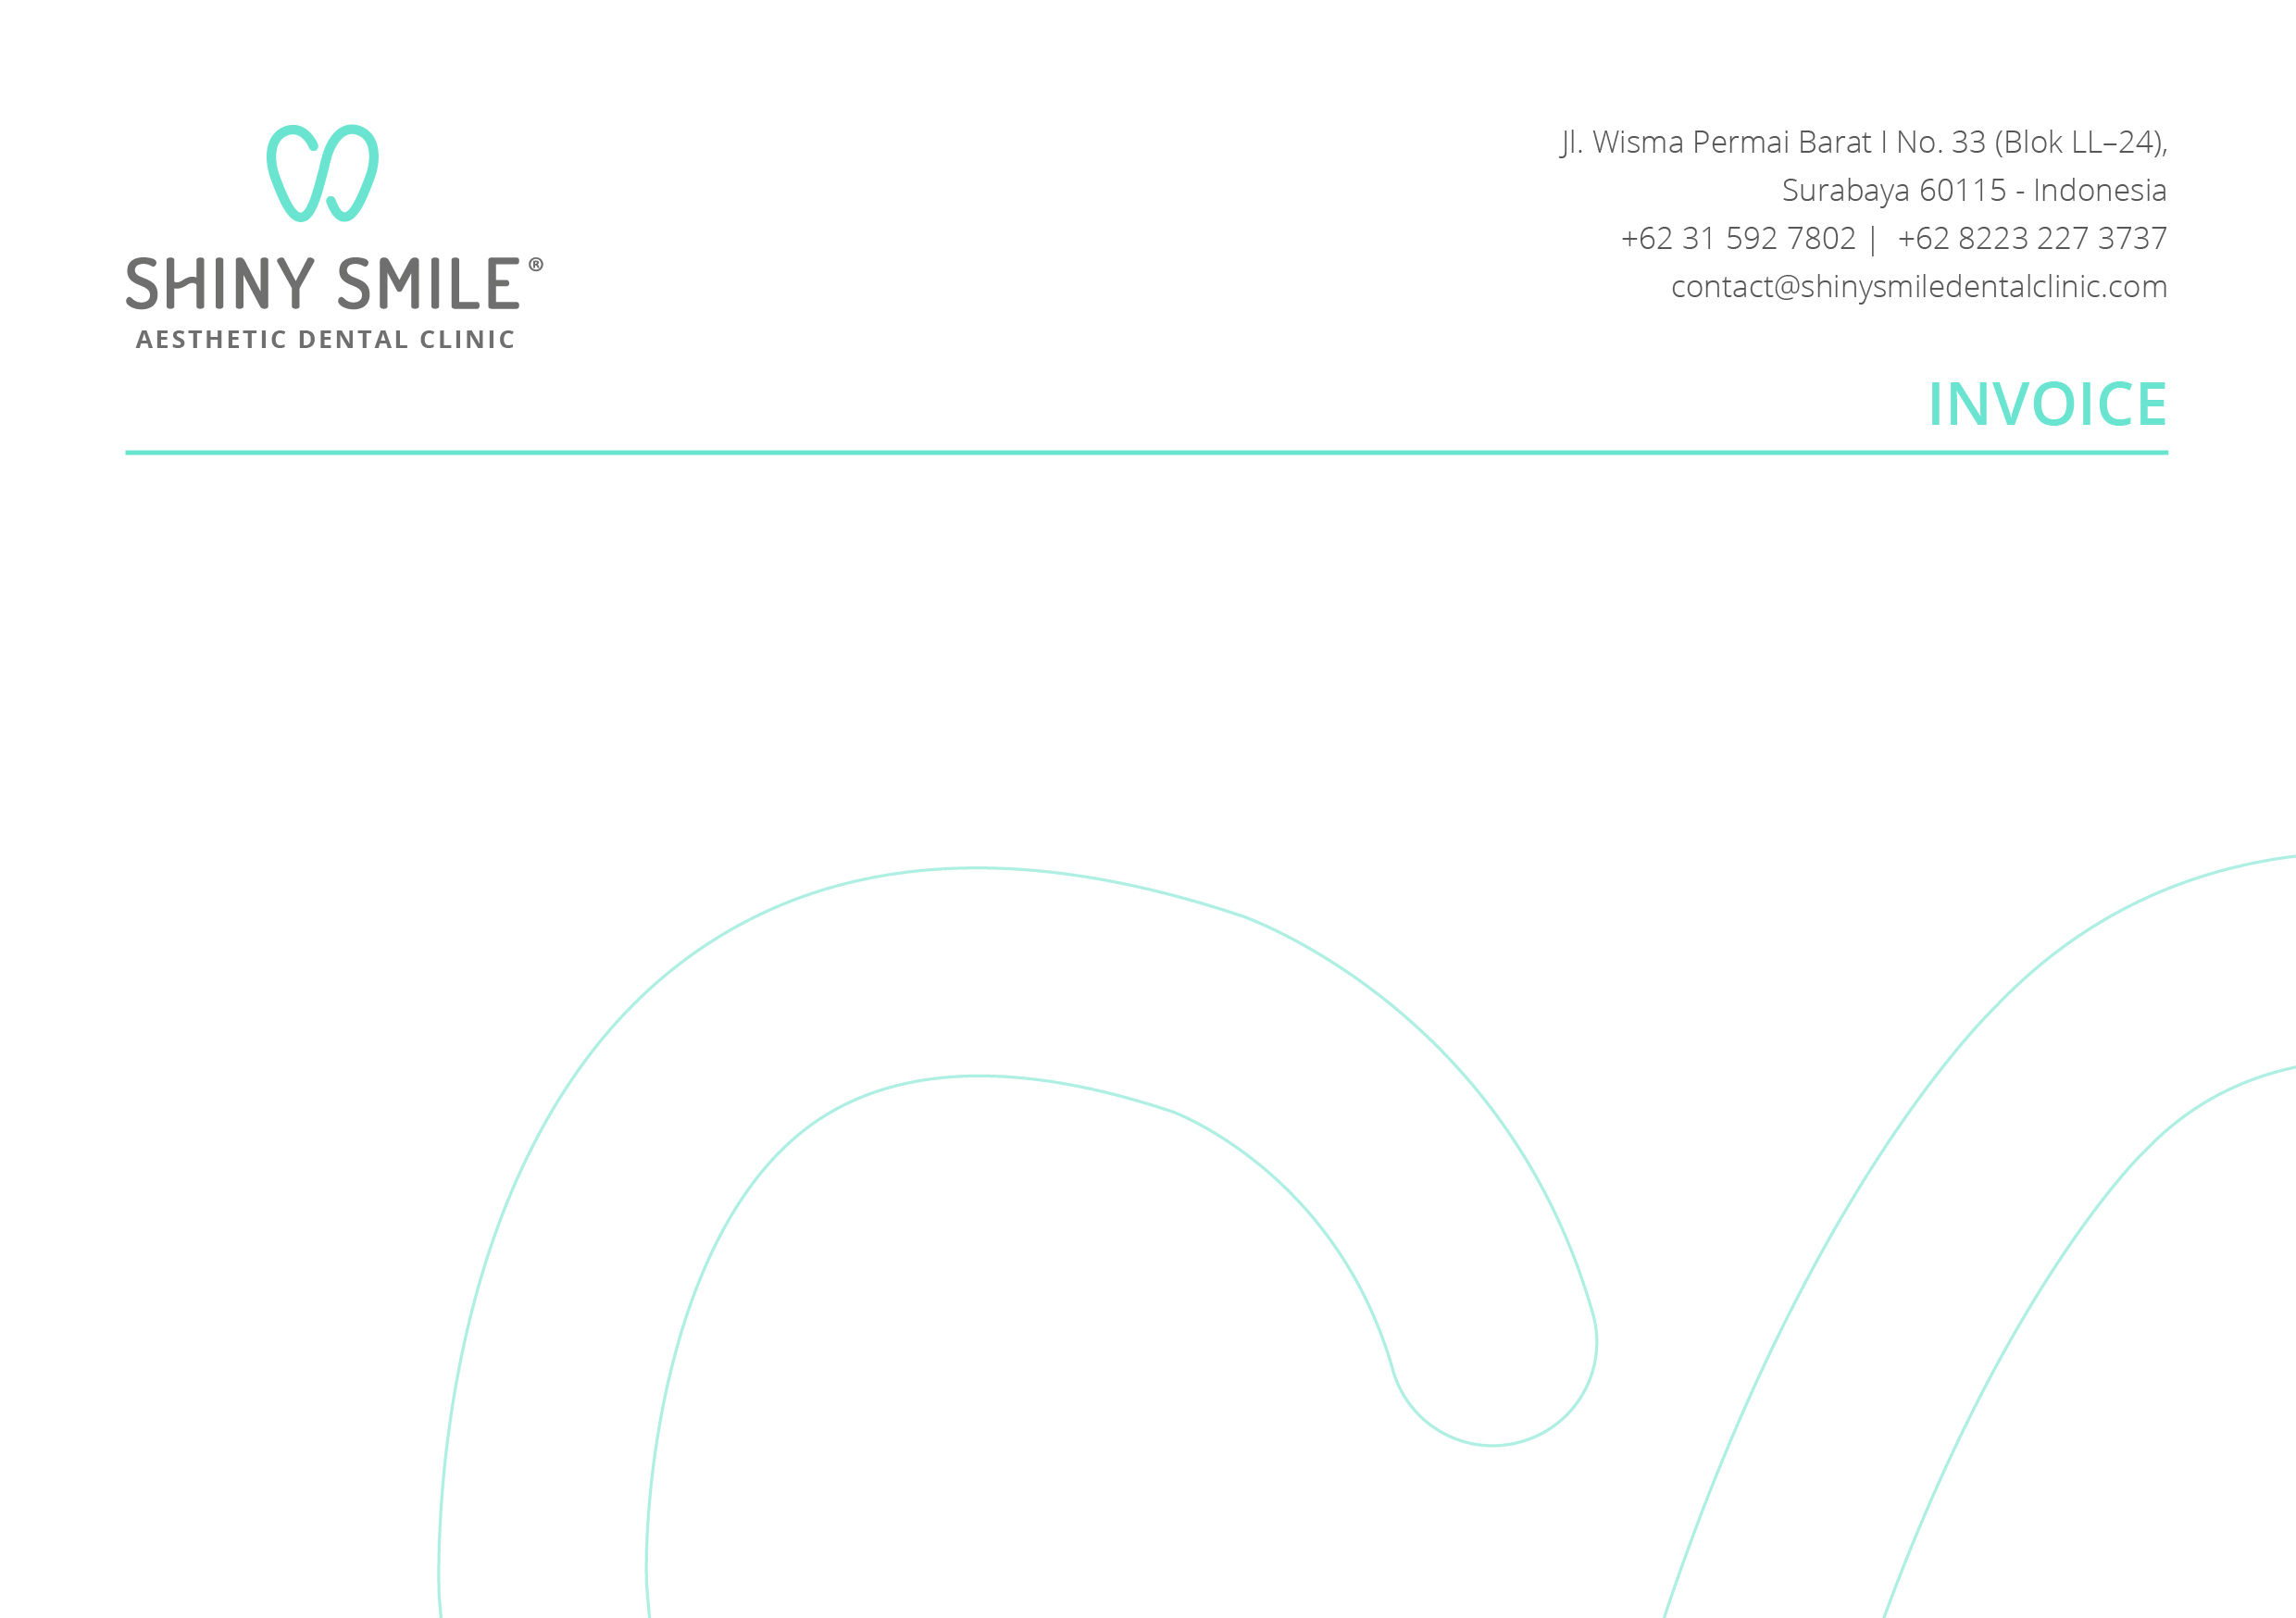 SHINY SMILE®
AESTHETIC DENTAL CLINIC
Jl. Wisma Permai Barat I No. 33 (Blok LL–24),
Surabaya 60115 - Indonesia
+62 31 592 7802 | +62 8223 227 3737
contact@shinysmiledentalclinic.com
INVOICE